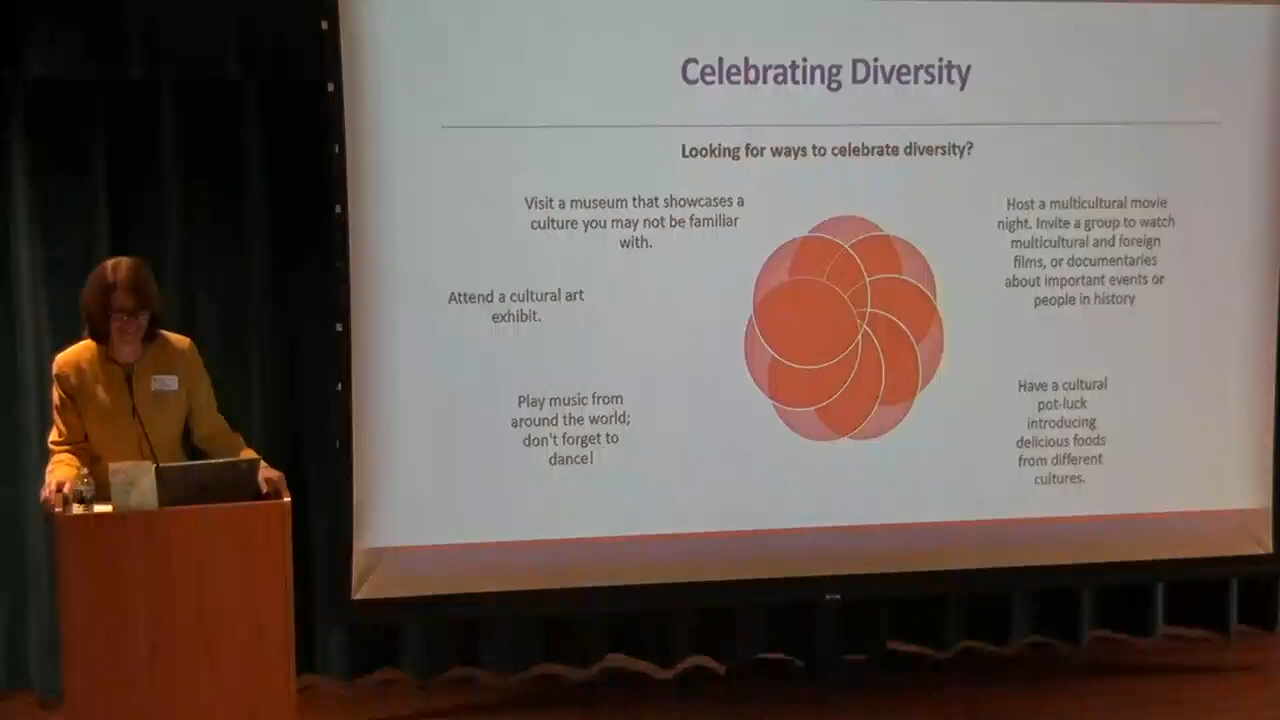 Celebrating Diversity
Looking for ways to celebrate diversity?
Visit a museum that showcases a
culture you may not be familiar
with.
Attend a cultural art
exhibit.
Play music from
around the world;
don't forget to
dance!
Host a multicultural movie
night. Invite a group to watch
multicultural and foreign
films, or documentaries
about important events or
people in history
Have a cultural
pot-luck
introducing
delicious foods
from different
cultures.